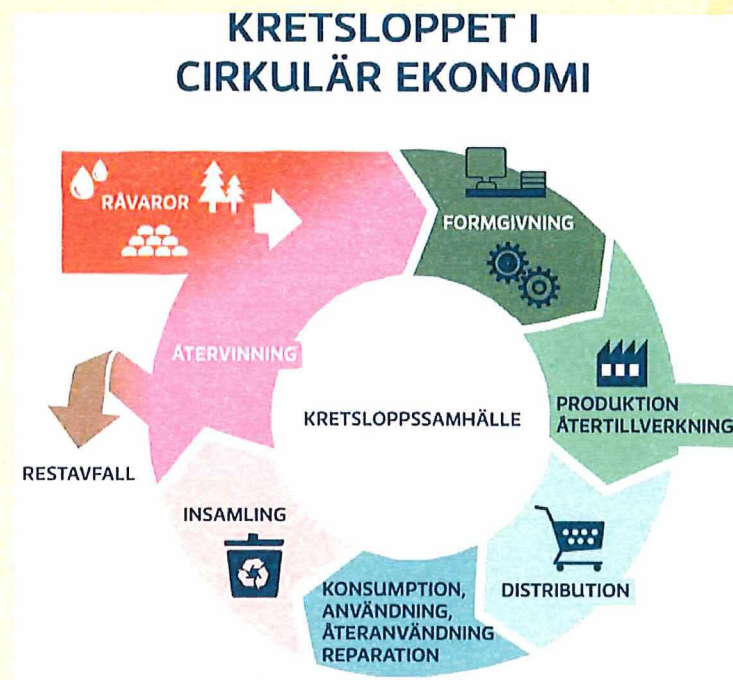 KRETSLOPPET I
CIRKULÄR EKONOMI
RÅVAROR
FORMGIVNING
ÅTERVINNING
PRODUKTION
ÅTERTILLVERKNING
KRETSLOPPSSAMHÄLLE
RESTAVFALL
INSAMLING
DISTRIBUTION
KONSUMPTION,
ANVÄNDNING,
ÅTERANVÄNDNING
REPARATION